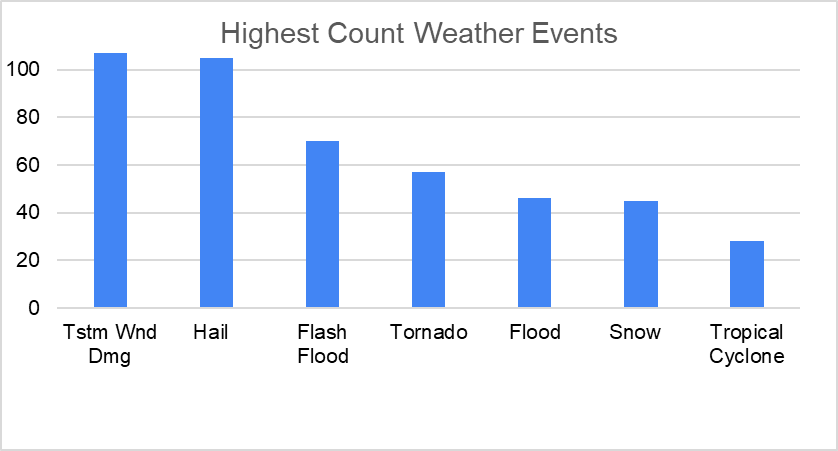 Highest Count Weather Events
100
80
60
40
20
0
Tstm Wnd
Dmg
Hail
Flash
Flood
Tornado
Flood
Snow
Tropical
Cyclone